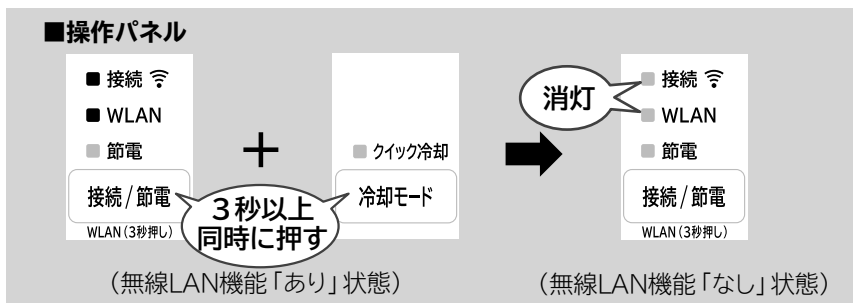 ■操作パネル
接続
WLAN
節電
接続/節電
WLAN(3秒押し)
＋
クイック冷却
冷却モード
3秒以上
同時に押す
(無線LAN機能「あり」状態)
消灯
接続
WLAN
節電
接続/節電
WLAN(3秒押し)
(無線LAN機能「なし」状態)